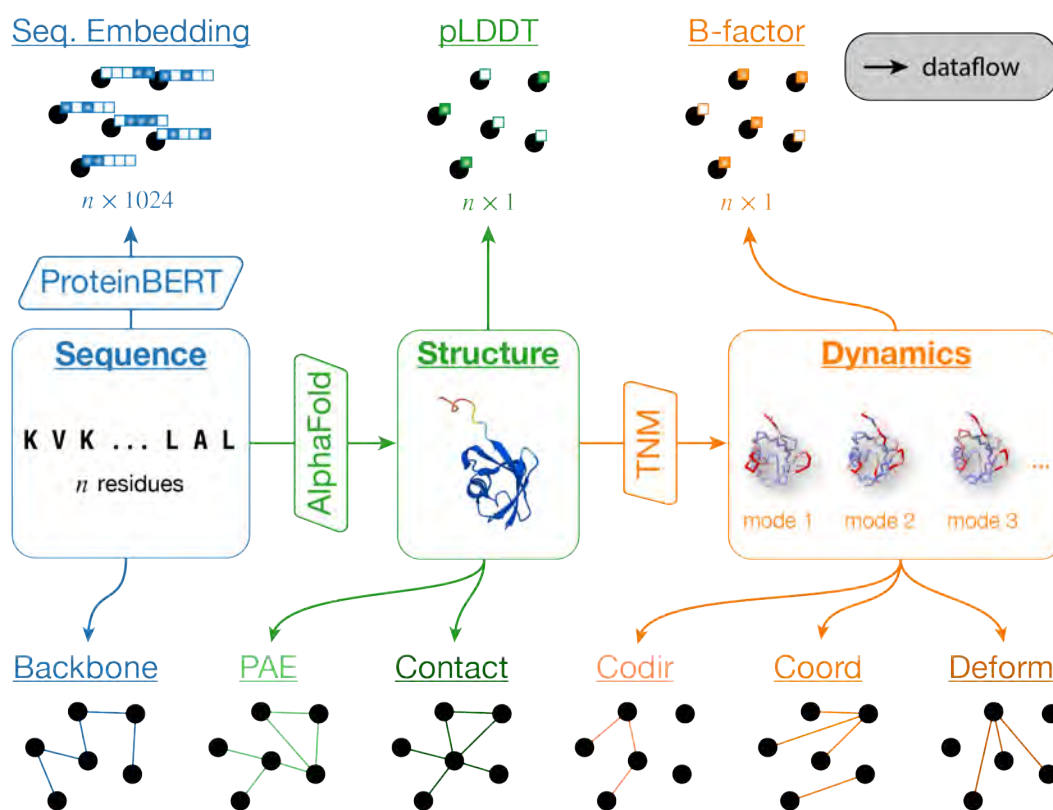 Seq. Embedding
pLDDT
B-factor
dataflow
n × 1024
n × 1
n × 1
ProteinBERT
Sequence
K V K ... L A L
n residues
AlphaFold
Structure
TNM
Dynamics
mode 1
mode 2
mode 3
...
Backbone
PAE
Contact
Codir
Coord
Deform